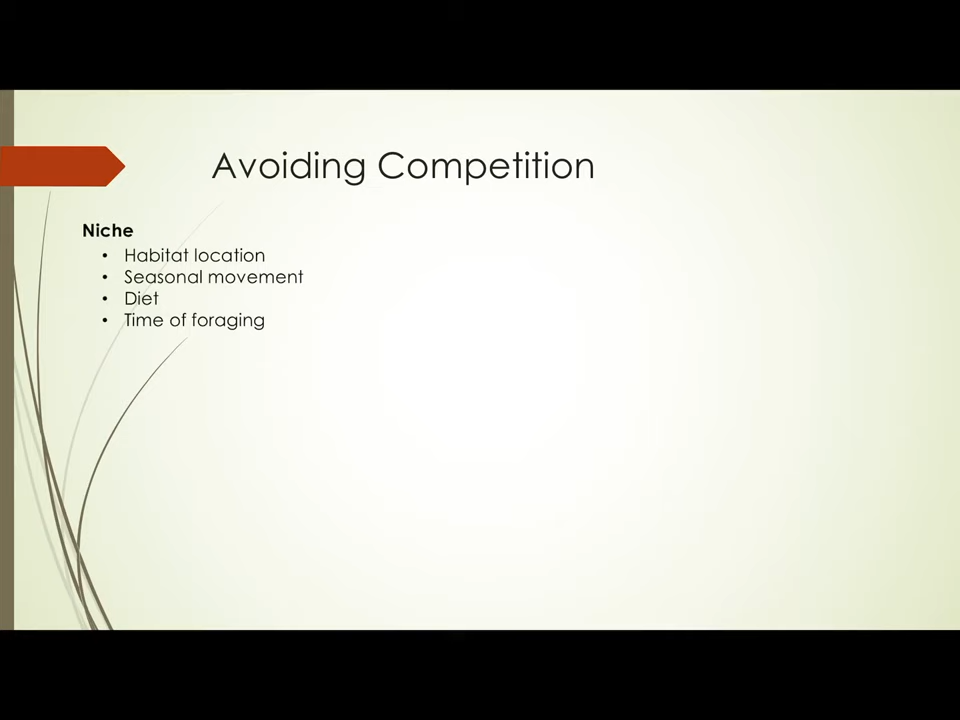 Avoiding Competition
Niche
• Habitat location
• Seasonal movement
• Diet
• Time of foraging